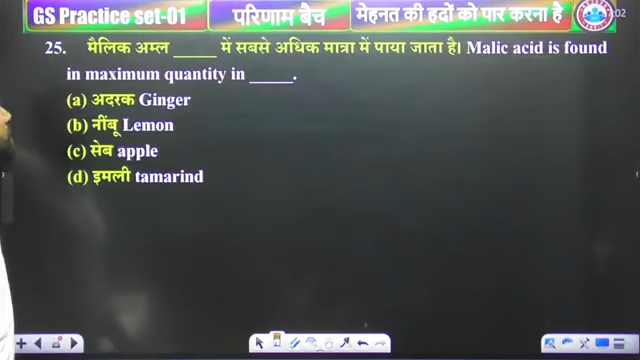 GS Practice set-01
परिणाम बैच
मेहनत की हदों को पार करना है
25. मैलिक अम्ल _____ में सबसे अधिक मात्रा में पाया जाता है। Malic acid is found
in maximum quantity in _____.
(a) अदरक Ginger
(b) नींबू Lemon
(c) सेब apple
(d) इमली tamarind